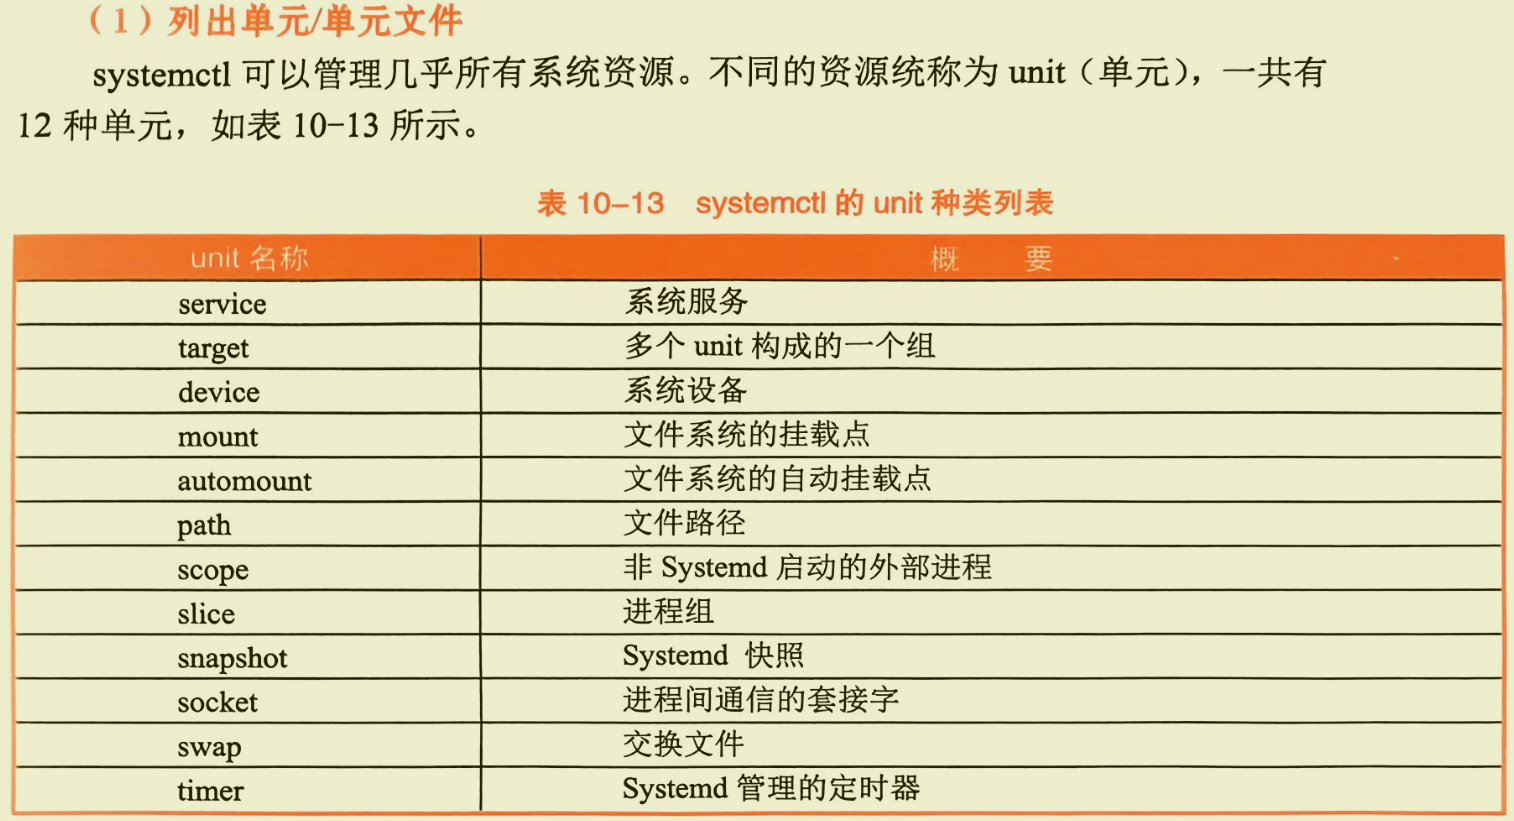 （1）列出单元/单元文件
systemctl 可以管理几乎所有系统资源。不同的资源统称为 unit（单元），一共有
12 种单元，如表 10-13 所示。
表 10-13 systemctl 的 unit 种类列表
unit 名称 概 要
service 系统服务
target 多个 unit 构成的一个组
device 系统设备
mount 文件系统的挂载点
automount 文件系统的自动挂载点
path 文件路径
scope 非 Systemd 启动的外部进程
slice 进程组
snapshot Systemd 快照
socket 进程间通信的套接字
swap 交换文件
timer Systemd 管理的定时器